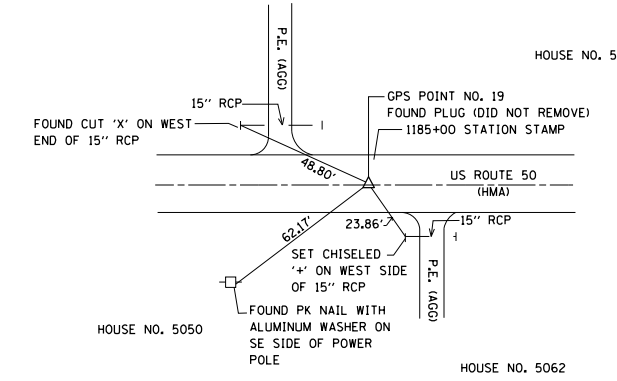 P.E. (AGG)
HOUSE NO. 5
15" RCP
GPS POINT NO. 19
FOUND PLUG (DID NOT REMOVE)
1185+00 STATION STAMP
FOUND CUT 'X' ON WEST
END OF 15" RCP
48.80'
US ROUTE 50
(HMA)
62.17'
23.86'
15" RCP
SET CHISELED
'+' ON WEST SIDE
OF 15" RCP
P.E. (AGG)
FOUND PK NAIL WITH
ALUMINUM WASHER ON
SE SIDE OF POWER
POLE
HOUSE NO. 5050
HOUSE NO. 5062